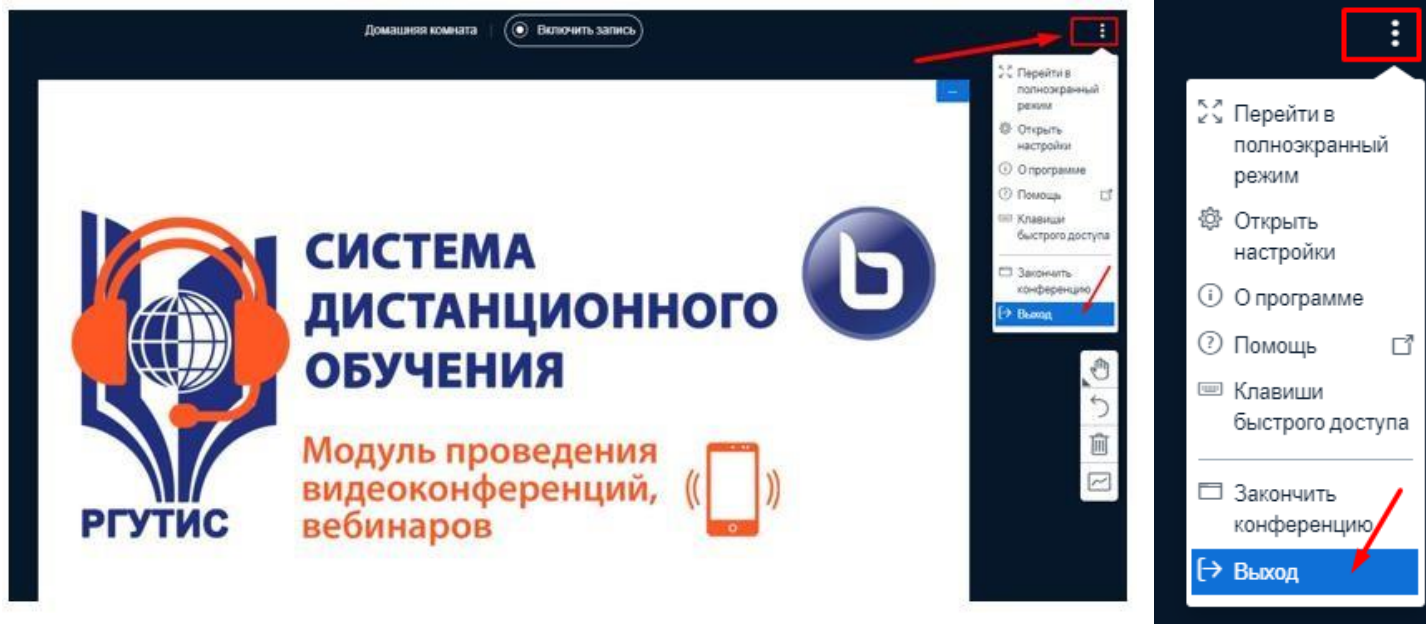 Домашняя комната
Включить запись
Перейти в
полноэкранный
режим
Открыть
настройки
О программе
Помощь
Клавиши
быстрого доступа
Закончить
конференцию
Выход
СИСТЕМА
ДИСТАНЦИОННОГО
ОБУЧЕНИЯ
Модуль проведения
видеоконференций,
вебинаров
РГУТИС
Перейти в
полноэкранный
режим
Открыть
настройки
О программе
Помощь
Клавиши
быстрого доступа
Закончить
конференцию
Выход